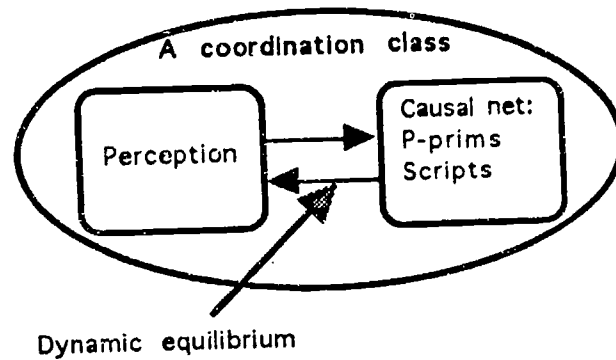 A coordination class
Perception
Causal net:
P-prims
Scripts
Dynamic equilibrium